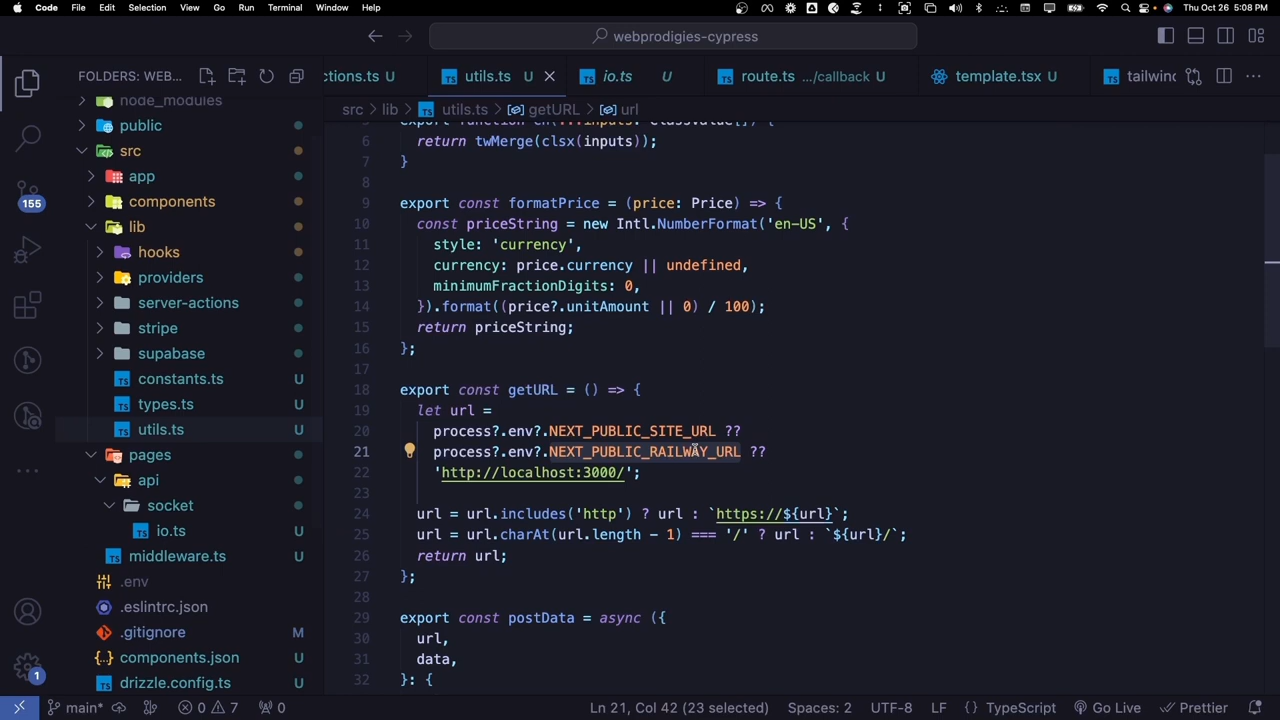 Code File Edit Selection View Go Run Terminal Window Help Thu Oct 26 5:08 PM
webprodigies-cypress
FOLDERS: WEB...
ctions.ts U utils.ts U io.ts U route.ts .../callback U template.tsx U tailwind
src lib utils.ts getURL url
node_modules
public
src
app
components
lib
hooks
providers
server-actions
stripe
supabase
constants.ts U
types.ts U
utils.ts U
pages
api
socket
io.ts U
middleware.ts U
.env
.eslintrc.json
.gitignore M
components.json U
drizzle.config.ts U
155
1
5 export function cn(...inputs: ClassValue[]) {
6 return twMerge(clsx(inputs));
7 }
8
9 export const formatPrice = (price: Price) => {
10 const priceString = new Intl.NumberFormat('en-US', {
11 style: 'currency',
12 currency: price.currency || undefined,
13 minimumFractionDigits: 0,
14 }).format((price?.unitAmount || 0) / 100);
15 return priceString;
16 };
17
18 export const getURL = () => {
19 let url =
20 process?.env?.NEXT_PUBLIC_SITE_URL ??
21 process?.env?.NEXT_PUBLIC_RAILWAY_URL ??
22 'http://localhost:3000/';
23
24 url = url.includes('http') ? url : `https://${url}`;
25 url = url.charAt(url.length - 1) === '/' ? url : `${url}/`;
26 return url;
27 };
28
29 export const postData = async ({
30 url,
31 data,
32 }: {
main* 0 7 0 Ln 21, Col 42 (23 selected) Spaces: 2 UTF-8 LF {} TypeScript Go Live Prettier